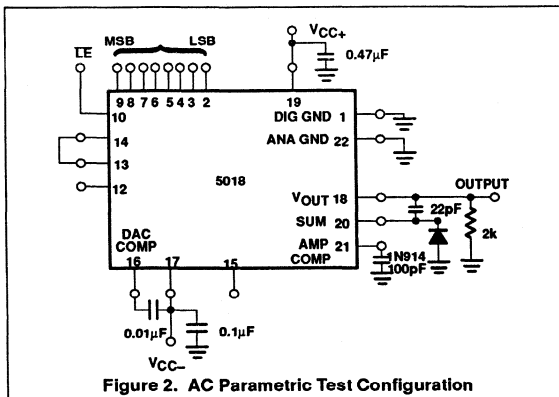 VCC+
MSB LSB
LE
0.47μF
9 8 7 6 5 4 3 2
19
10
DIG GND 1
14
ANA GND 22
13
12
5018
VOUT 18
OUTPUT
22pF
SUM 20
2k
DAC COMP
AMP COMP 21
1N914
100pF
16 17 15
0.01μF
0.1μF
VCC–
Figure 2. AC Parametric Test Configuration